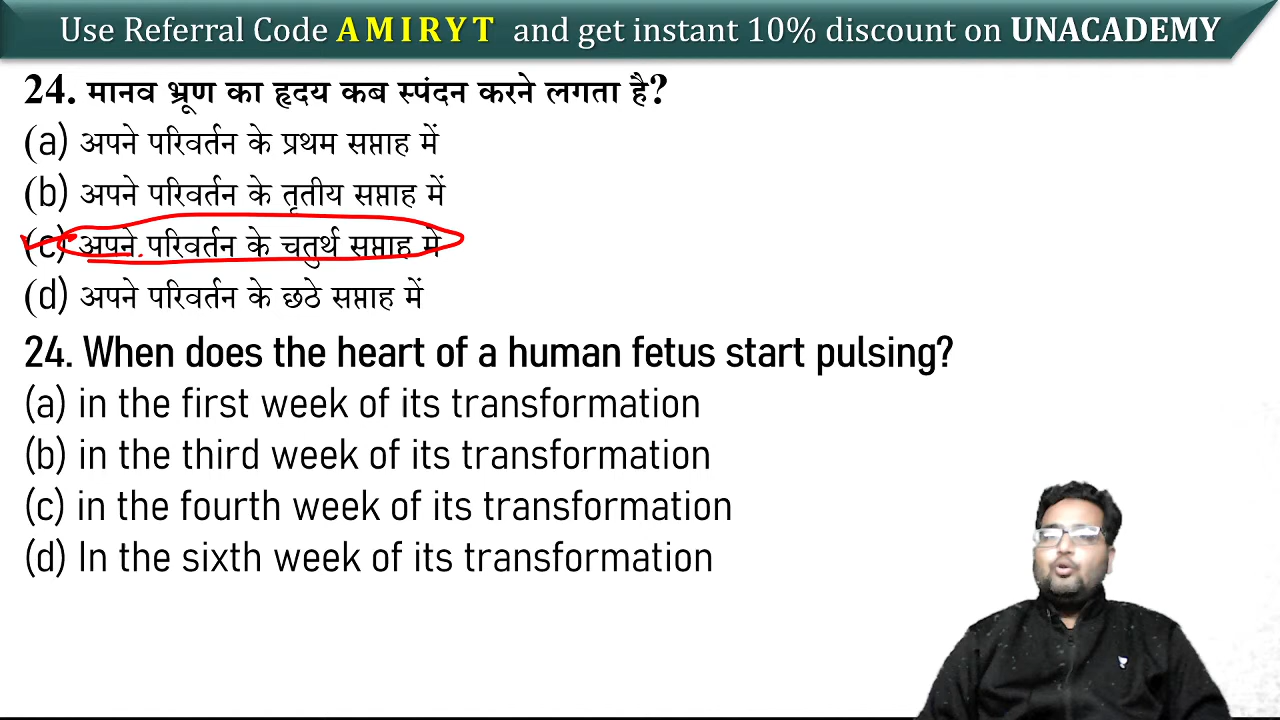 Use Referral Code AMIRYT and get instant 10% discount on UNACADEMY
24. मानव भ्रूण का हृदय कब स्पंदन करने लगता है?
(a) अपने परिवर्तन के प्रथम सप्ताह में
(b) अपने परिवर्तन के तृतीय सप्ताह में
(c) अपने परिवर्तन के चतुर्थ सप्ताह मे
(d) अपने परिवर्तन के छठे सप्ताह में
24. When does the heart of a human fetus start pulsing?
(a) in the first week of its transformation
(b) in the third week of its transformation
(c) in the fourth week of its transformation
(d) In the sixth week of its transformation